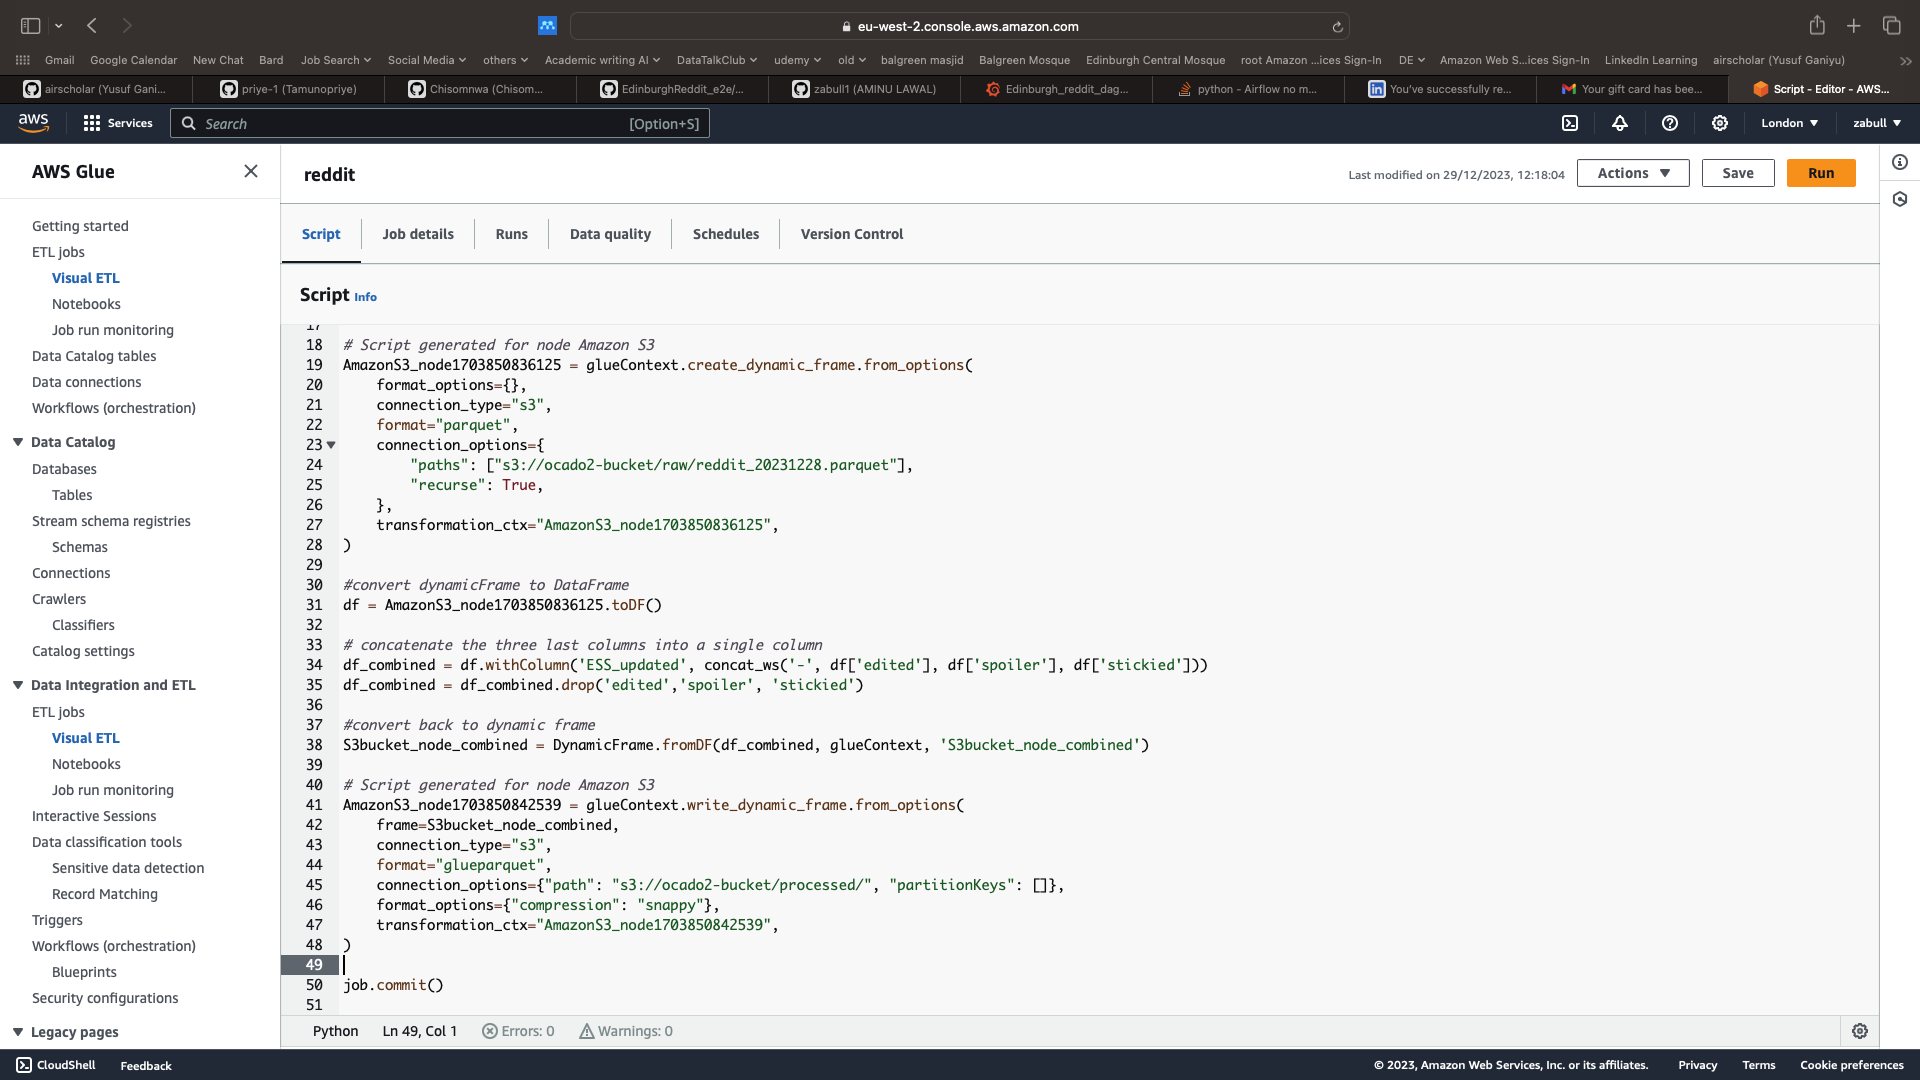 eu-west-2.console.aws.amazon.com
Gmail Google Calendar New Chat Bard Job Search Social Media others Academic writing AI DataTalkClub udemy old balgreen masjid Balgreen Mosque Edinburgh Central Mosque root Amazon ...ices Sign-In DE Amazon Web S...ices Sign-In LinkedIn Learning airscholar (Yusuf Ganiyu)
airscholar (Yusuf Gani... priye-1 (Tamunopriye) Chisomnwa (Chisom... EdinburghReddit_e2e/... zabull1 (AMINU LAWAL) Edinburgh_reddit_dag... python - Airflow no m... You've successfully re... Your gift card has bee... Script - Editor - AWS...
aws Services Search [Option+S] London zabull
AWS Glue
Getting started
ETL jobs
Visual ETL
Notebooks
Job run monitoring
Data Catalog tables
Data connections
Workflows (orchestration)
Data Catalog
Databases
Tables
Stream schema registries
Schemas
Connections
Crawlers
Classifiers
Catalog settings
Data Integration and ETL
ETL jobs
Visual ETL
Notebooks
Job run monitoring
Interactive Sessions
Data classification tools
Sensitive data detection
Record Matching
Triggers
Workflows (orchestration)
Blueprints
Security configurations
Legacy pages
reddit
Last modified on 29/12/2023, 12:18:04 Actions Save Run
Script Job details Runs Data quality Schedules Version Control
Script Info
17
18 # Script generated for node Amazon S3
19 AmazonS3_node1703850836125 = glueContext.create_dynamic_frame.from_options(
20 format_options={},
21 connection_type="s3",
22 format="parquet",
23 connection_options={
24 "paths": ["s3://ocado2-bucket/raw/reddit_20231228.parquet"],
25 "recurse": True,
26 },
27 transformation_ctx="AmazonS3_node1703850836125",
28 )
29
30 #convert dynamicFrame to DataFrame
31 df = AmazonS3_node1703850836125.toDF()
32
33 # concatenate the three last columns into a single column
34 df_combined = df.withColumn('ESS_updated', concat_ws('-', df['edited'], df['spoiler'], df['stickied']))
35 df_combined = df_combined.drop('edited','spoiler', 'stickied')
36
37 #convert back to dynamic frame
38 S3bucket_node_combined = DynamicFrame.fromDF(df_combined, glueContext, 'S3bucket_node_combined')
39
40 # Script generated for node Amazon S3
41 AmazonS3_node1703850842539 = glueContext.write_dynamic_frame.from_options(
42 frame=S3bucket_node_combined,
43 connection_type="s3",
44 format="glueparquet",
45 connection_options={"path": "s3://ocado2-bucket/processed/", "partitionKeys": []},
46 format_options={"compression": "snappy"},
47 transformation_ctx="AmazonS3_node1703850842539",
48 )
49
50 job.commit()
51
Python Ln 49, Col 1 Errors: 0 Warnings: 0
CloudShell Feedback © 2023, Amazon Web Services, Inc. or its affiliates. Privacy Terms Cookie preferences